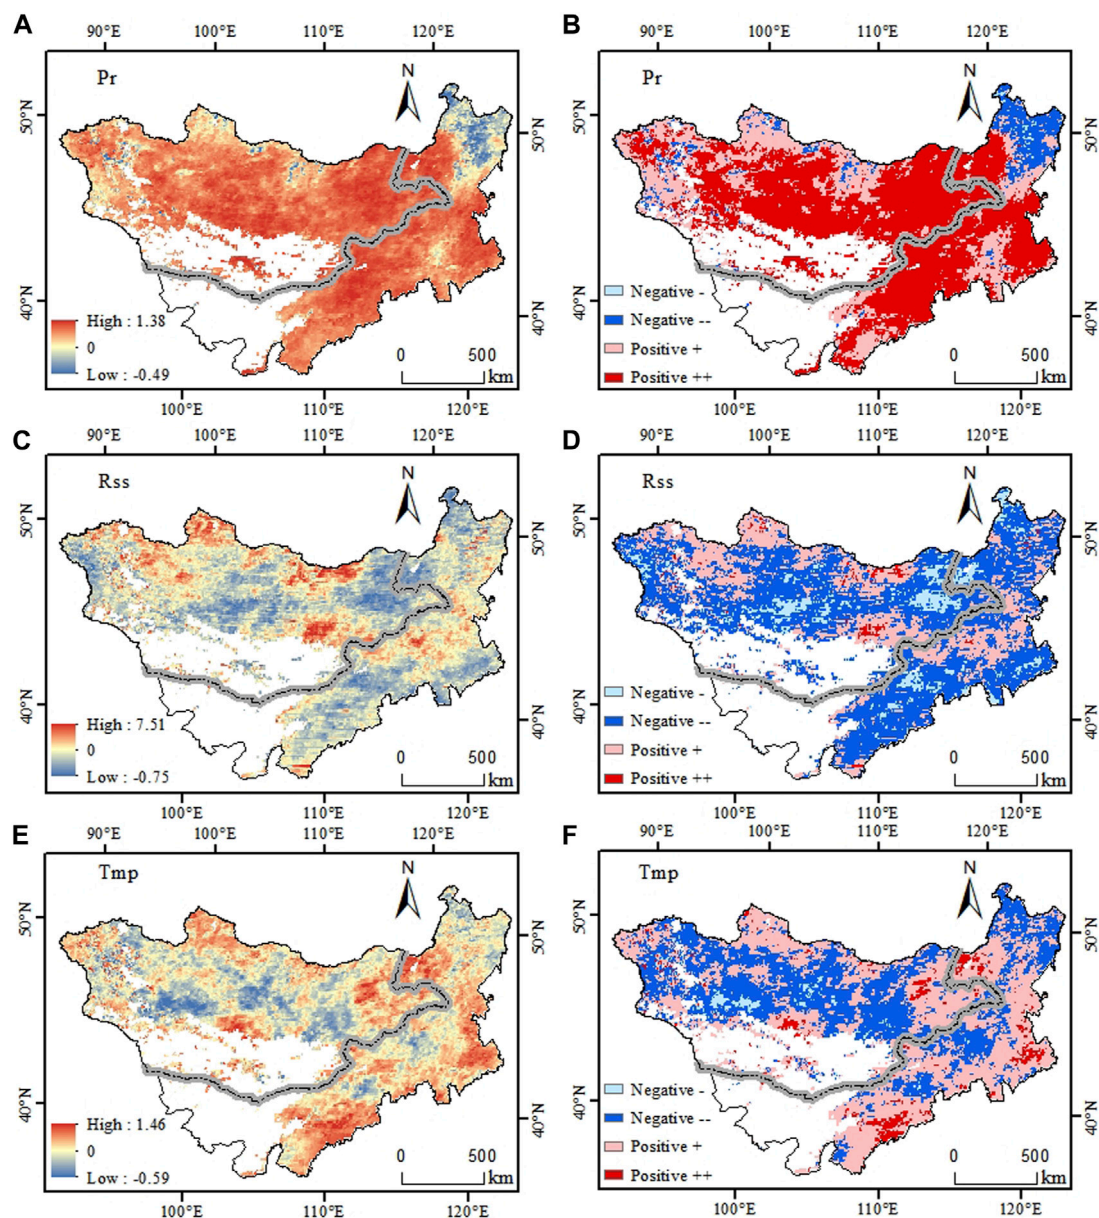 A
B
90°E 100°E 110°E 120°E
90°E 100°E 110°E 120°E
Pr
N
Pr
N
50°N
50°N
50°N
50°N
40°N
40°N
40°N
40°N
High : 1.38
0
Low : -0.49
0 500
km
Negative -
Negative --
Positive +
Positive ++
0 500
km
100°E 110°E 120°E
100°E 110°E 120°E
C
D
90°E 100°E 110°E 120°E
90°E 100°E 110°E 120°E
Rss
N
Rss
N
50°N
50°N
50°N
50°N
40°N
40°N
40°N
40°N
High : 7.51
0
Low : -0.75
0 500
km
Negative -
Negative --
Positive +
Positive ++
0 500
km
100°E 110°E 120°E
100°E 110°E 120°E
E
F
90°E 100°E 110°E 120°E
90°E 100°E 110°E 120°E
Tmp
N
Tmp
N
50°N
50°N
50°N
50°N
40°N
40°N
40°N
40°N
High : 1.46
0
Low : -0.59
0 500
km
Negative -
Negative --
Positive +
Positive ++
0 500
km
100°E 110°E 120°E
100°E 110°E 120°E